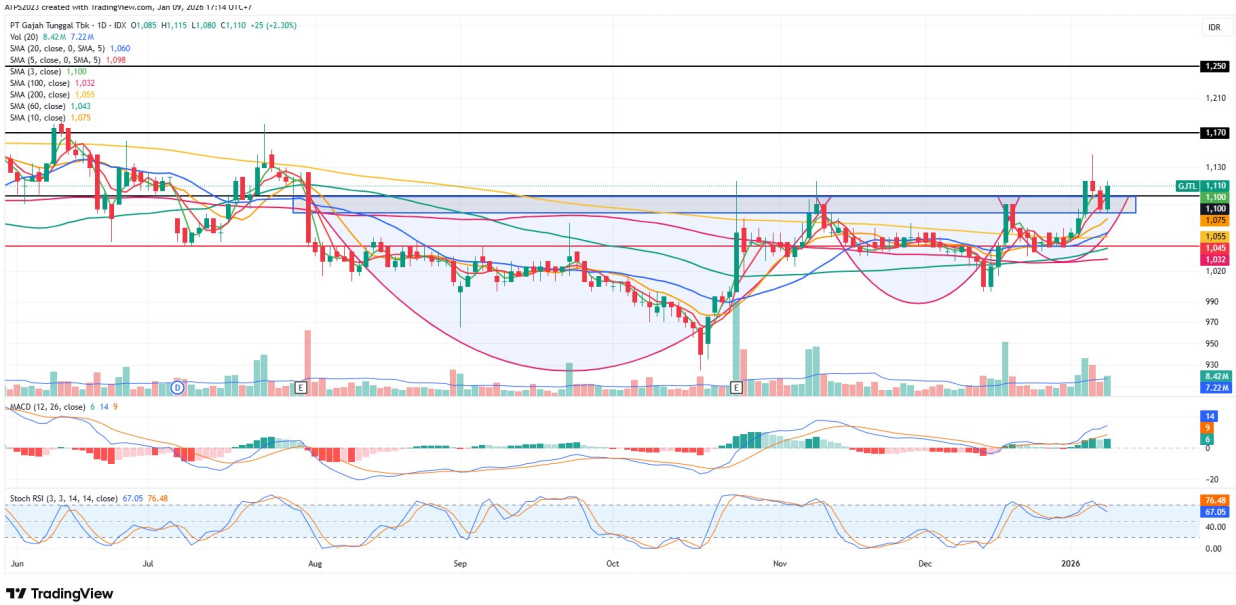 ATPS2023 created with TradingView.com, Jan 09, 2026 17:14 UTC+7
PT Gajah Tunggal Tbk · 1D · IDX O1,085 H1,115 L1,080 C1,110 +25 (+2.30%)
IDR
Vol (20) 8.42M 7.22M
SMA (20, close, 0, SMA, 5) 1,060
SMA (5, close, 0, SMA, 5) 1,098
SMA (3, close) 1,100
SMA (100, close) 1,032
SMA (200, close) 1,055
SMA (60, close) 1,043
SMA (10, close) 1,075
1,250
1,210
1,170
1,130
GJTL 1,110
1,100
1,100
1,075
1,055
1,045
1,032
1,020
990
970
950
930
8.42M
7.22M
D
E
E
MACD (12, 26, close) 6 14 9
14
9
6
0
-20
Stoch RSI (3, 3, 14, 14, close) 67.05 76.48
76.48
67.05
40.00
0.00
Jun Jul Aug Sep Oct Nov Dec 2026
TradingView